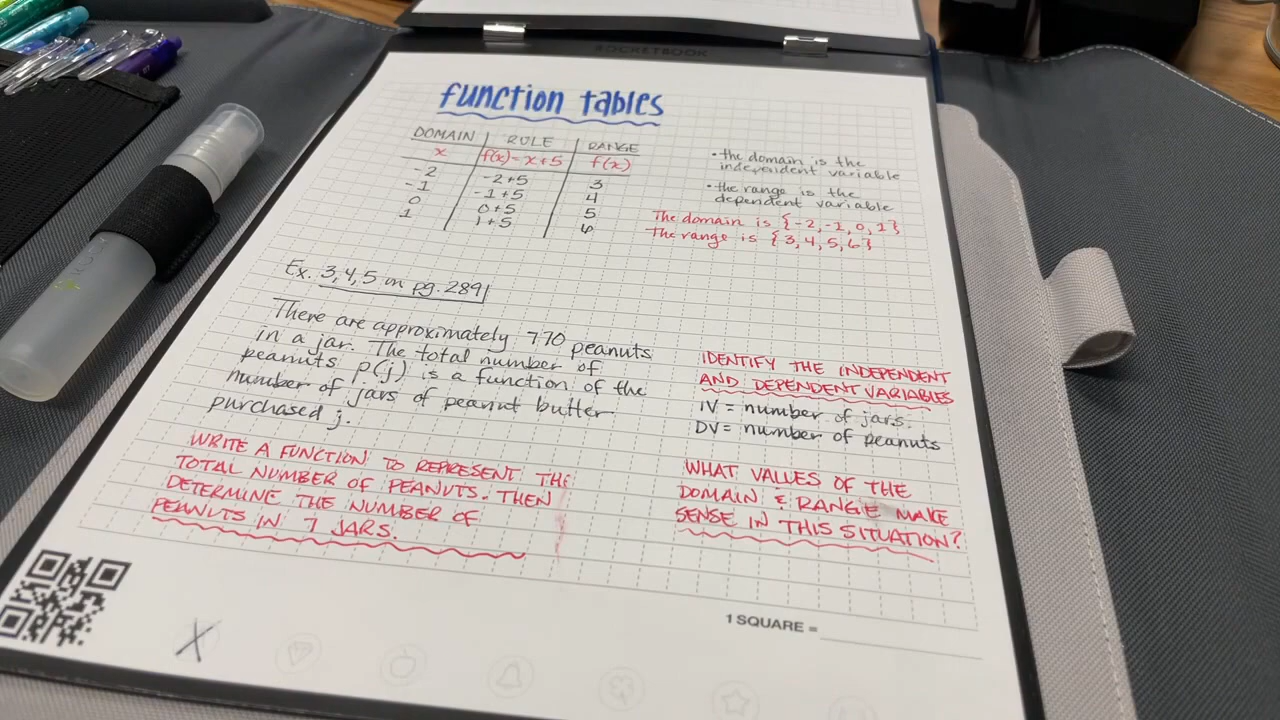 ROCKETBOOK
function tables
DOMAIN | RULE | RANGE
x | f(x) = x+5 | f(x)
-2 | -2+5 | 3
-1 | -1+5 | 4
0 | 0+5 | 5
1 | 1+5 | 6
• the domain is the
independent variable
• the range is the
dependent variable
The domain is {-2,-1,0,1}
The range is {3,4,5,6}
Ex. 3,4,5 on pg. 289
There are approximately 770 peanuts
in a jar. The total number of
peanuts p(j) is a function of the
number of jars of peanut butter
purchased j.
IDENTIFY THE INDEPENDENT
AND DEPENDENT VARIABLES
IV = number of jars.
DV = number of peanuts
WRITE A FUNCTION TO REPRESENT THE
TOTAL NUMBER OF PEANUTS. THEN
DETERMINE THE NUMBER OF
PEANUTS IN 7 JARS.
WHAT VALUES OF THE
DOMAIN & RANGE MAKE
SENSE IN THIS SITUATION?
1 SQUARE =
X